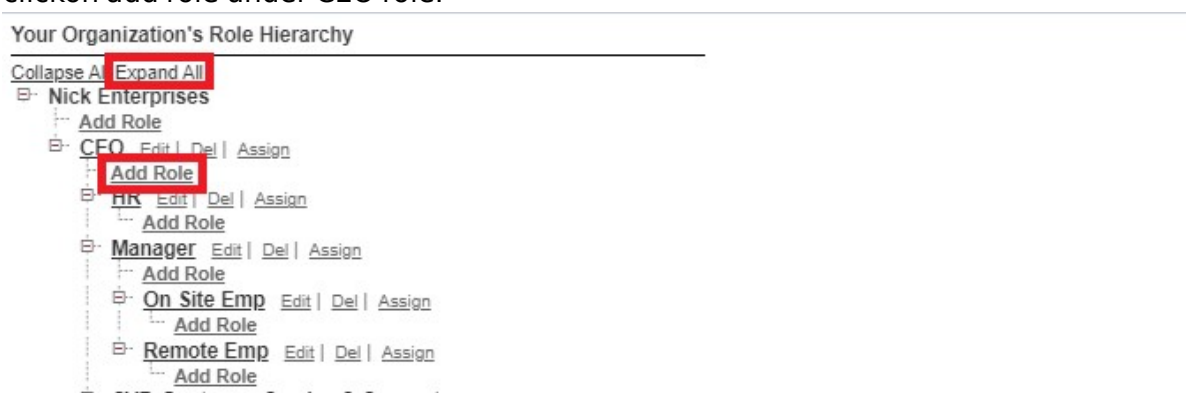 clickon add role under CEO role.
Your Organization's Role Hierarchy
Collapse Al Expand All
Nick Enterprises
Add Role
CEO Edit | Del | Assign
Add Role
HR Edit | Del | Assign
Add Role
Manager Edit | Del | Assign
Add Role
On Site Emp Edit | Del | Assign
Add Role
Remote Emp Edit | Del | Assign
Add Role